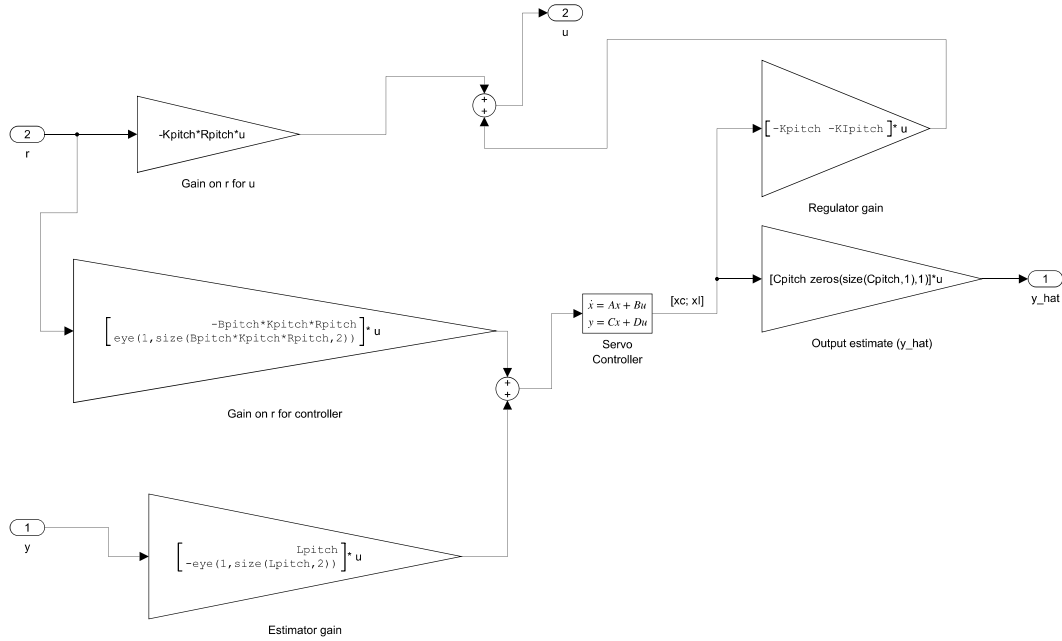 2
u
+
+
2
r
-Kpitch*Rpitch*u
Gain on r for u
[-Kpitch -KIpitch]* u
Regulator gain
[Cpitch zeros(size(Cpitch,1),1)]*u
1
y_hat
Output estimate (y_hat)
[xc; xI]
ẋ = Ax + Bu
y = Cx + Du
Servo
Controller
-Bpitch*Kpitch*Rpitch
eye(1,size(Bpitch*Kpitch*Rpitch,2))
* u
Gain on r for controller
+
+
1
y
Lpitch
-eye(1,size(Lpitch,2))
* u
Estimator gain